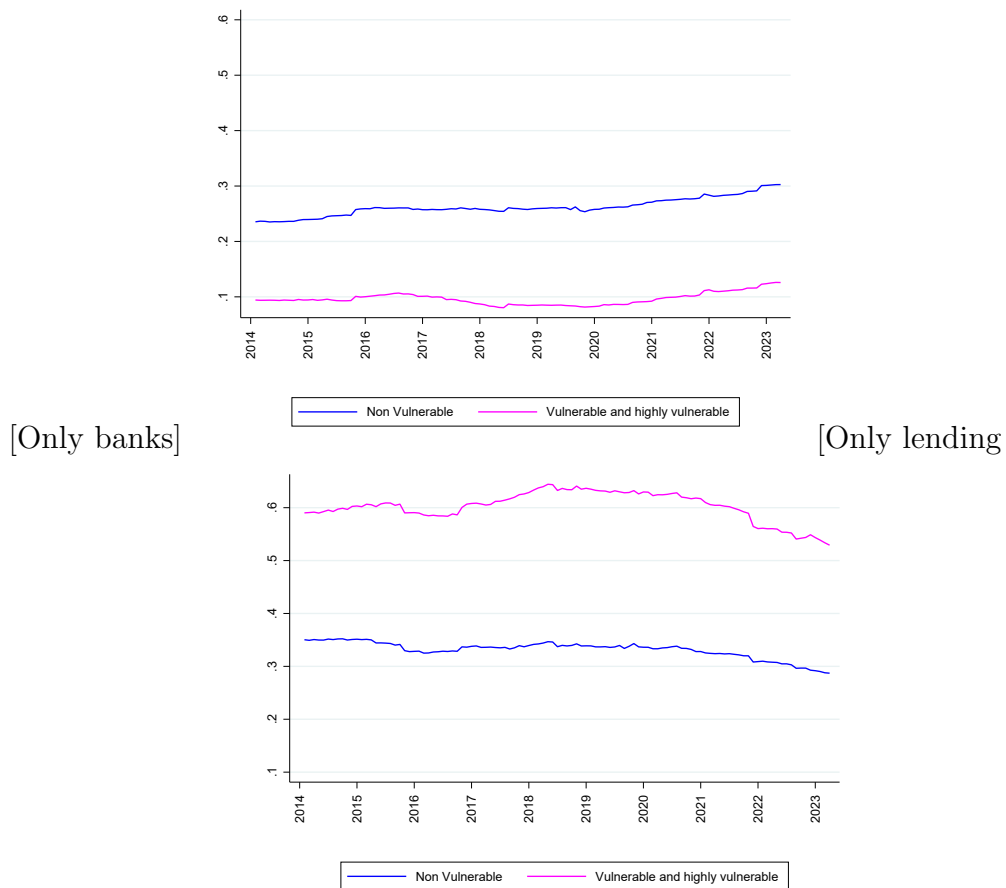 .6
.5
.4
.3
.2
.1
2014 2015 2016 2017 2018 2019 2020 2021 2022 2023
Non Vulnerable Vulnerable and highly vulnerable
[Only banks] [Only lending
.6
.5
.4
.3
.2
.1
2014 2015 2016 2017 2018 2019 2020 2021 2022 2023
Non Vulnerable Vulnerable and highly vulnerable